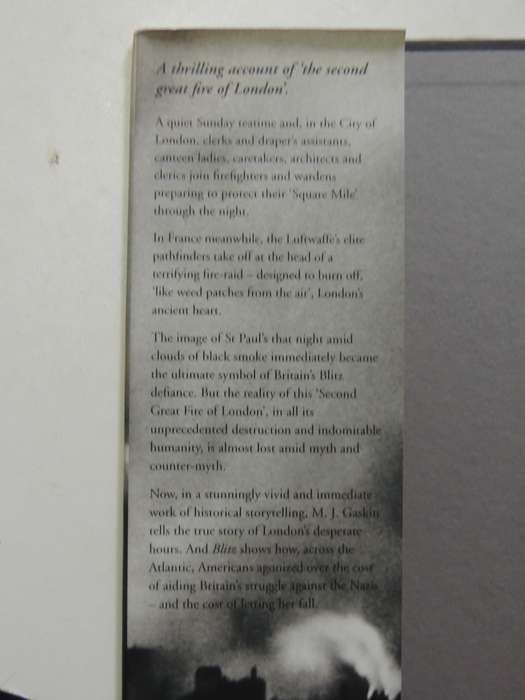 A thrilling account of 'the second
great fire of London'.
A quiet Sunday teatime and, in the City of
London, clerks and draper's assistants,
canteen ladies, caretakers, architects and
clerics join firefighters and wardens
preparing to protect their 'Square Mile'
through the night.
In France meanwhile, the Luftwaffe's elite
pathfinders take off at the head of a
terrifying fire-raid – designed to burn off,
'like weed patches from the air', London's
ancient heart.
The image of St Paul's that night amid
clouds of black smoke immediately became
the ultimate symbol of Britain's Blitz
defiance. But the reality of this 'Second
Great Fire of London', in all its
unprecedented destruction and indomitable
humanity, is almost lost amid myth and
counter-myth.
Now, in a stunningly vivid and immediate
work of historical storytelling, M. J. Gaskin
tells the true story of London's desperate
hours. And Blitz shows how, across the
Atlantic, Americans agonized over the cost
of aiding Britain's struggle against the Nazis
– and the cost of letting her fall.